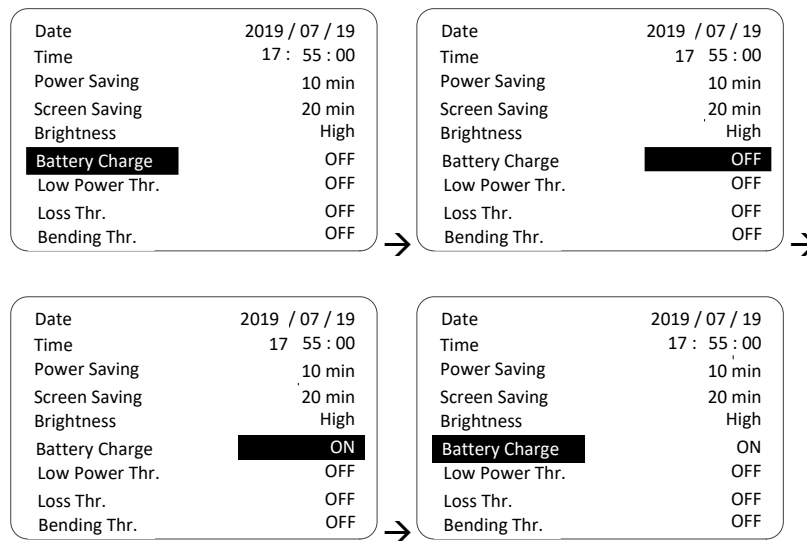 Date 2019 / 07 / 19
Time 17 : 55 : 00
Power Saving 10 min
Screen Saving 20 min
Brightness High
Battery Charge OFF
Low Power Thr. OFF
Loss Thr. OFF
Bending Thr. OFF
→
Date 2019 / 07 / 19
Time 17 55 : 00
Power Saving 10 min
Screen Saving 20 min
Brightness High
Battery Charge OFF
Low Power Thr. OFF
Loss Thr. OFF
Bending Thr. OFF
→
Date 2019 / 07 / 19
Time 17 55 : 00
Power Saving 10 min
Screen Saving 20 min
Brightness High
Battery Charge ON
Low Power Thr. OFF
Loss Thr. OFF
Bending Thr. OFF
→
Date 2019 / 07 / 19
Time 17 : 55 : 00
Power Saving 10 min
Screen Saving 20 min
Brightness High
Battery Charge ON
Low Power Thr. OFF
Loss Thr. OFF
Bending Thr. OFF